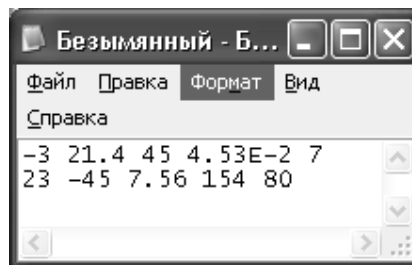 Безымянный - Б...
Файл Правка Формат Вид
Справка
-3 21.4 45 4.53E-2 7
23 -45 7.56 154 80